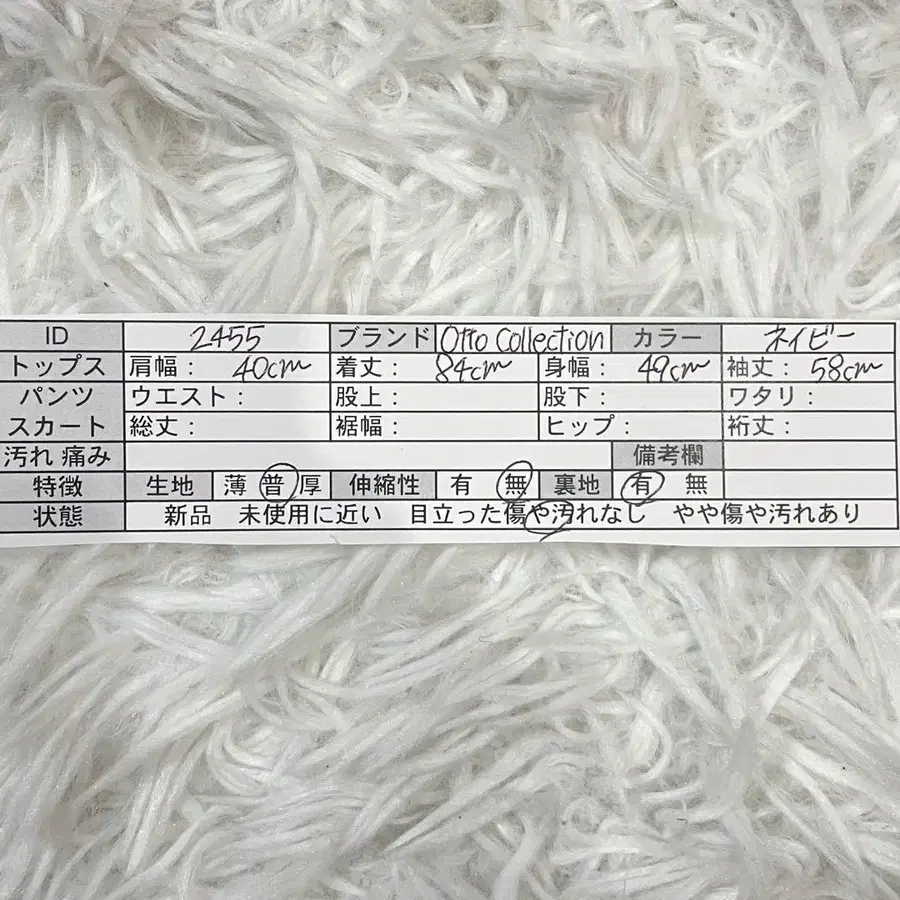 ID 2455 ブランド Otto Collection カラー ネイビー
トップス 肩幅： 40cm 着丈： 84cm 身幅： 49cm 袖丈： 58cm
パンツ ウエスト： 股上： 股下： ワタリ：
スカート 総丈： 裾幅： ヒップ： 裄丈：
汚れ 痛み 備考欄
特徴 生地 薄 普 厚 伸縮性 有 無 裏地 有 無
状態 新品 未使用に近い 目立った傷や汚れなし やや傷や汚れあり